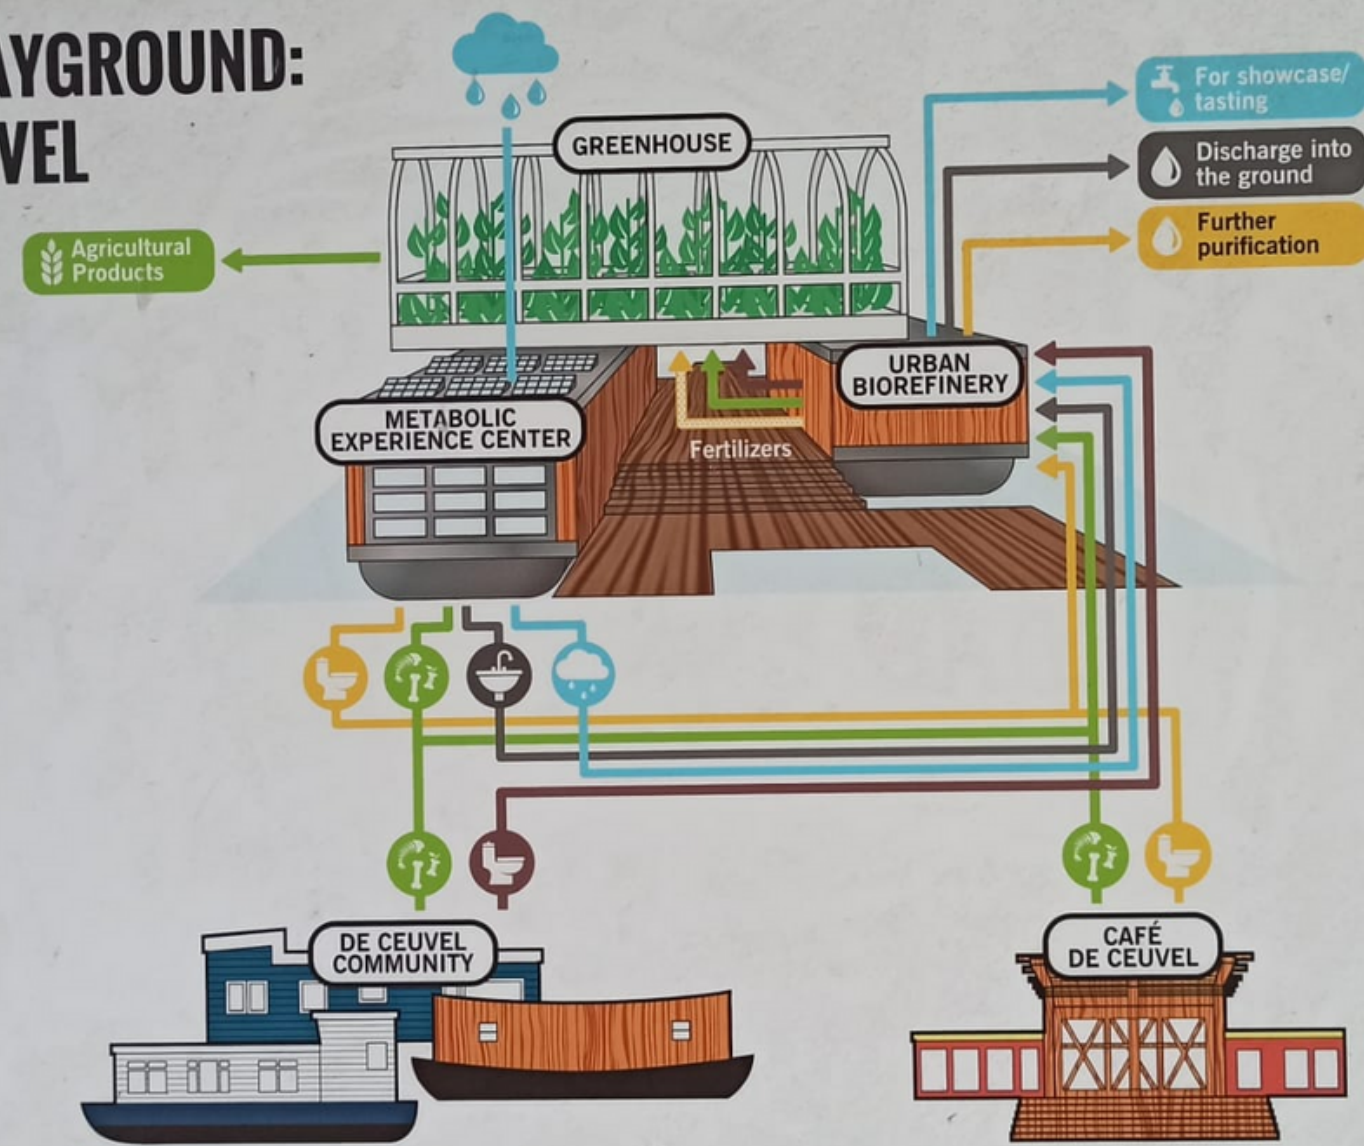 AYGROUND:
VEL
GREENHOUSE
For showcase/
tasting
Discharge into
the ground
Further
purification
Agricultural
Products
URBAN
BIOREFINERY
METABOLIC
EXPERIENCE CENTER
Fertilizers
DE CEUVEL
COMMUNITY
CAFÉ
DE CEUVEL